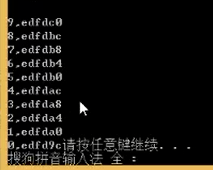 9,edfdc0
8,edfdbc
7,edfdb8
6,edfdb4
5,edfdb0
4,edfdac
3,edfda8
2,edfda4
1,edfda0
0,edfd9c请按任意键继续. . .
搜狗拼音输入法 全 :